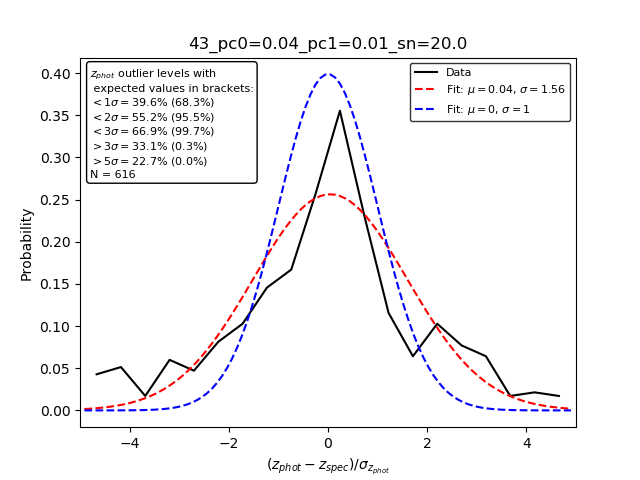 43_pc0=0.04_pc1=0.01_sn=20.0
z_phot outlier levels with
expected values in brackets:
<1σ = 39.6% (68.3%)
<2σ = 55.2% (95.5%)
<3σ = 66.9% (99.7%)
>3σ = 33.1% (0.3%)
>5σ = 22.7% (0.0%)
N = 616
Data
Fit: μ = 0.04, σ = 1.56
Fit: μ = 0, σ = 1
Probability
0.40
0.35
0.30
0.25
0.20
0.15
0.10
0.05
0.00
−4 −2 0 2 4
(z_phot − z_spec)/σ_z_phot